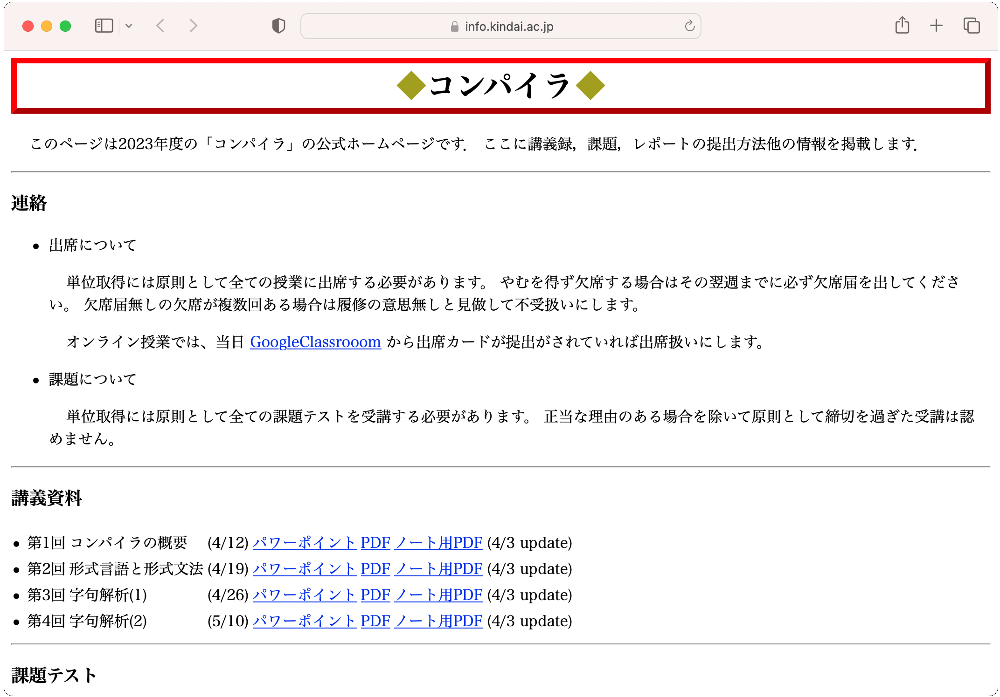 info.kindai.ac.jp
◆コンパイラ◆
このページは2023年度の「コンパイラ」の公式ホームページです． ここに講義録，課題，レポートの提出方法他の情報を掲載します．
連絡
• 出席について
単位取得には原則として全ての授業に出席する必要があります。 やむを得ず欠席する場合はその翌週までに必ず欠席届を出してくださ
い。 欠席届無しの欠席が複数回ある場合は履修の意思無しと見做して不受扱いにします。
オンライン授業では、当日 GoogleClassrooom から出席カードが提出がされていれば出席扱いにします。
• 課題について
単位取得には原則として全ての課題テストを受講する必要があります。 正当な理由のある場合を除いて原則として締切を過ぎた受講は認
めません。
講義資料
• 第1回 コンパイラの概要 (4/12) パワーポイント PDF ノート用PDF (4/3 update)
• 第2回 形式言語と形式文法 (4/19) パワーポイント PDF ノート用PDF (4/3 update)
• 第3回 字句解析(1) (4/26) パワーポイント PDF ノート用PDF (4/3 update)
• 第4回 字句解析(2) (5/10) パワーポイント PDF ノート用PDF (4/3 update)
課題テスト